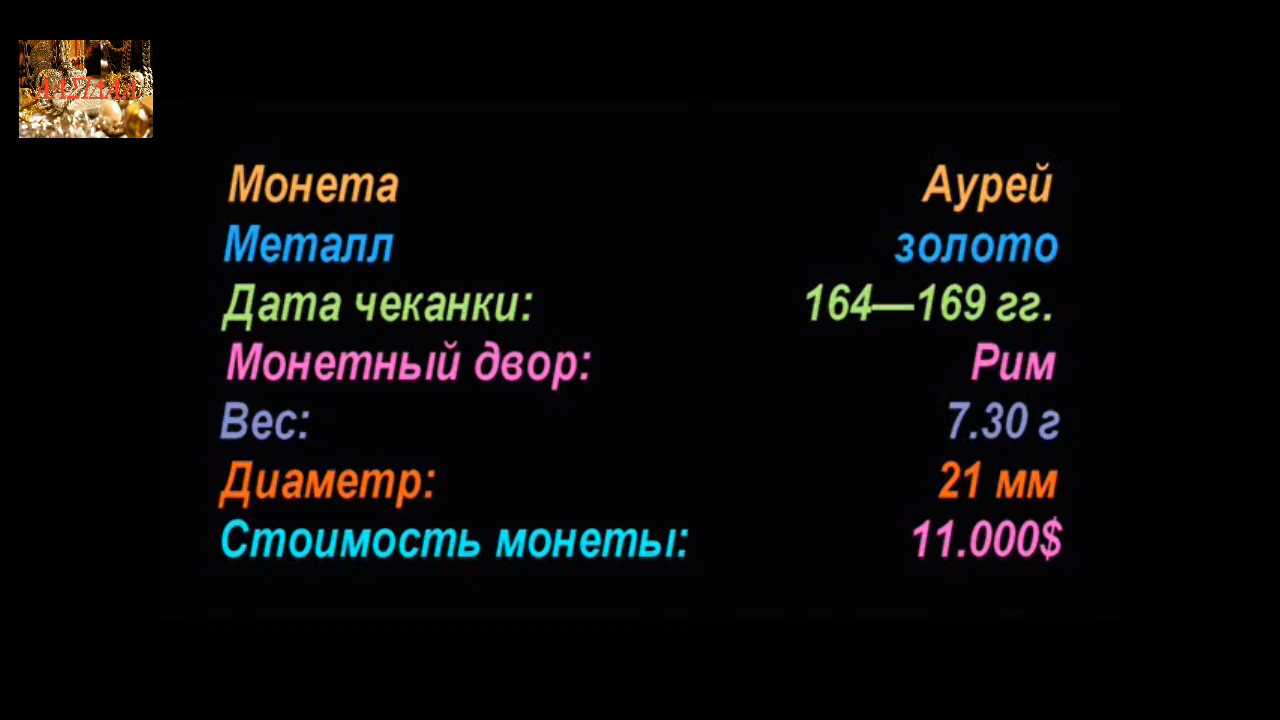 Монета Аурей
Металл золото
Дата чеканки: 164—169 гг.
Монетный двор: Рим
Вес: 7.30 г
Диаметр: 21 мм
Стоимость монеты: 11.000$